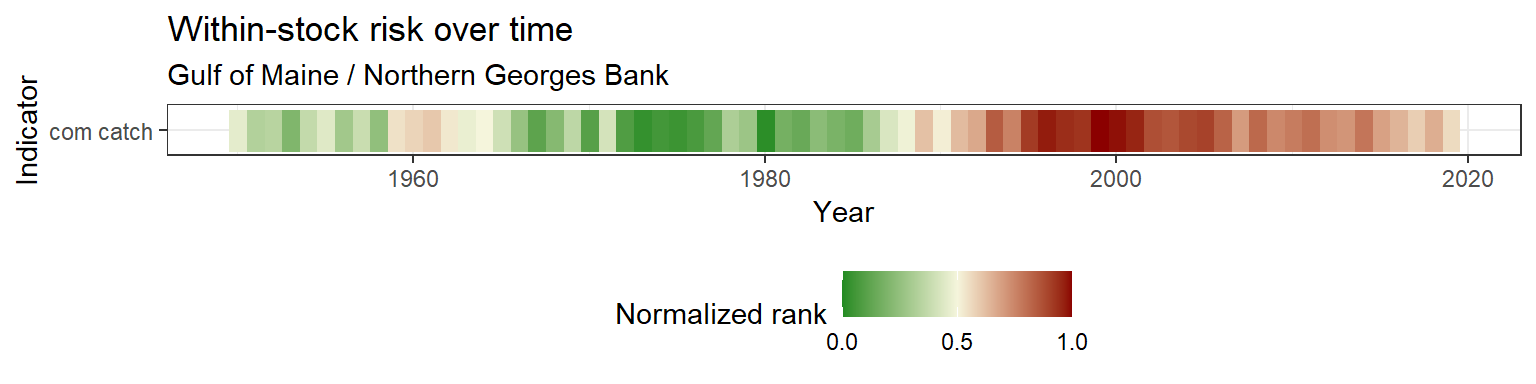 Within-stock risk over time
Gulf of Maine / Northern Georges Bank
Indicator
com catch
1960 1980 2000 2020
Year
Normalized rank
0.0 0.5 1.0